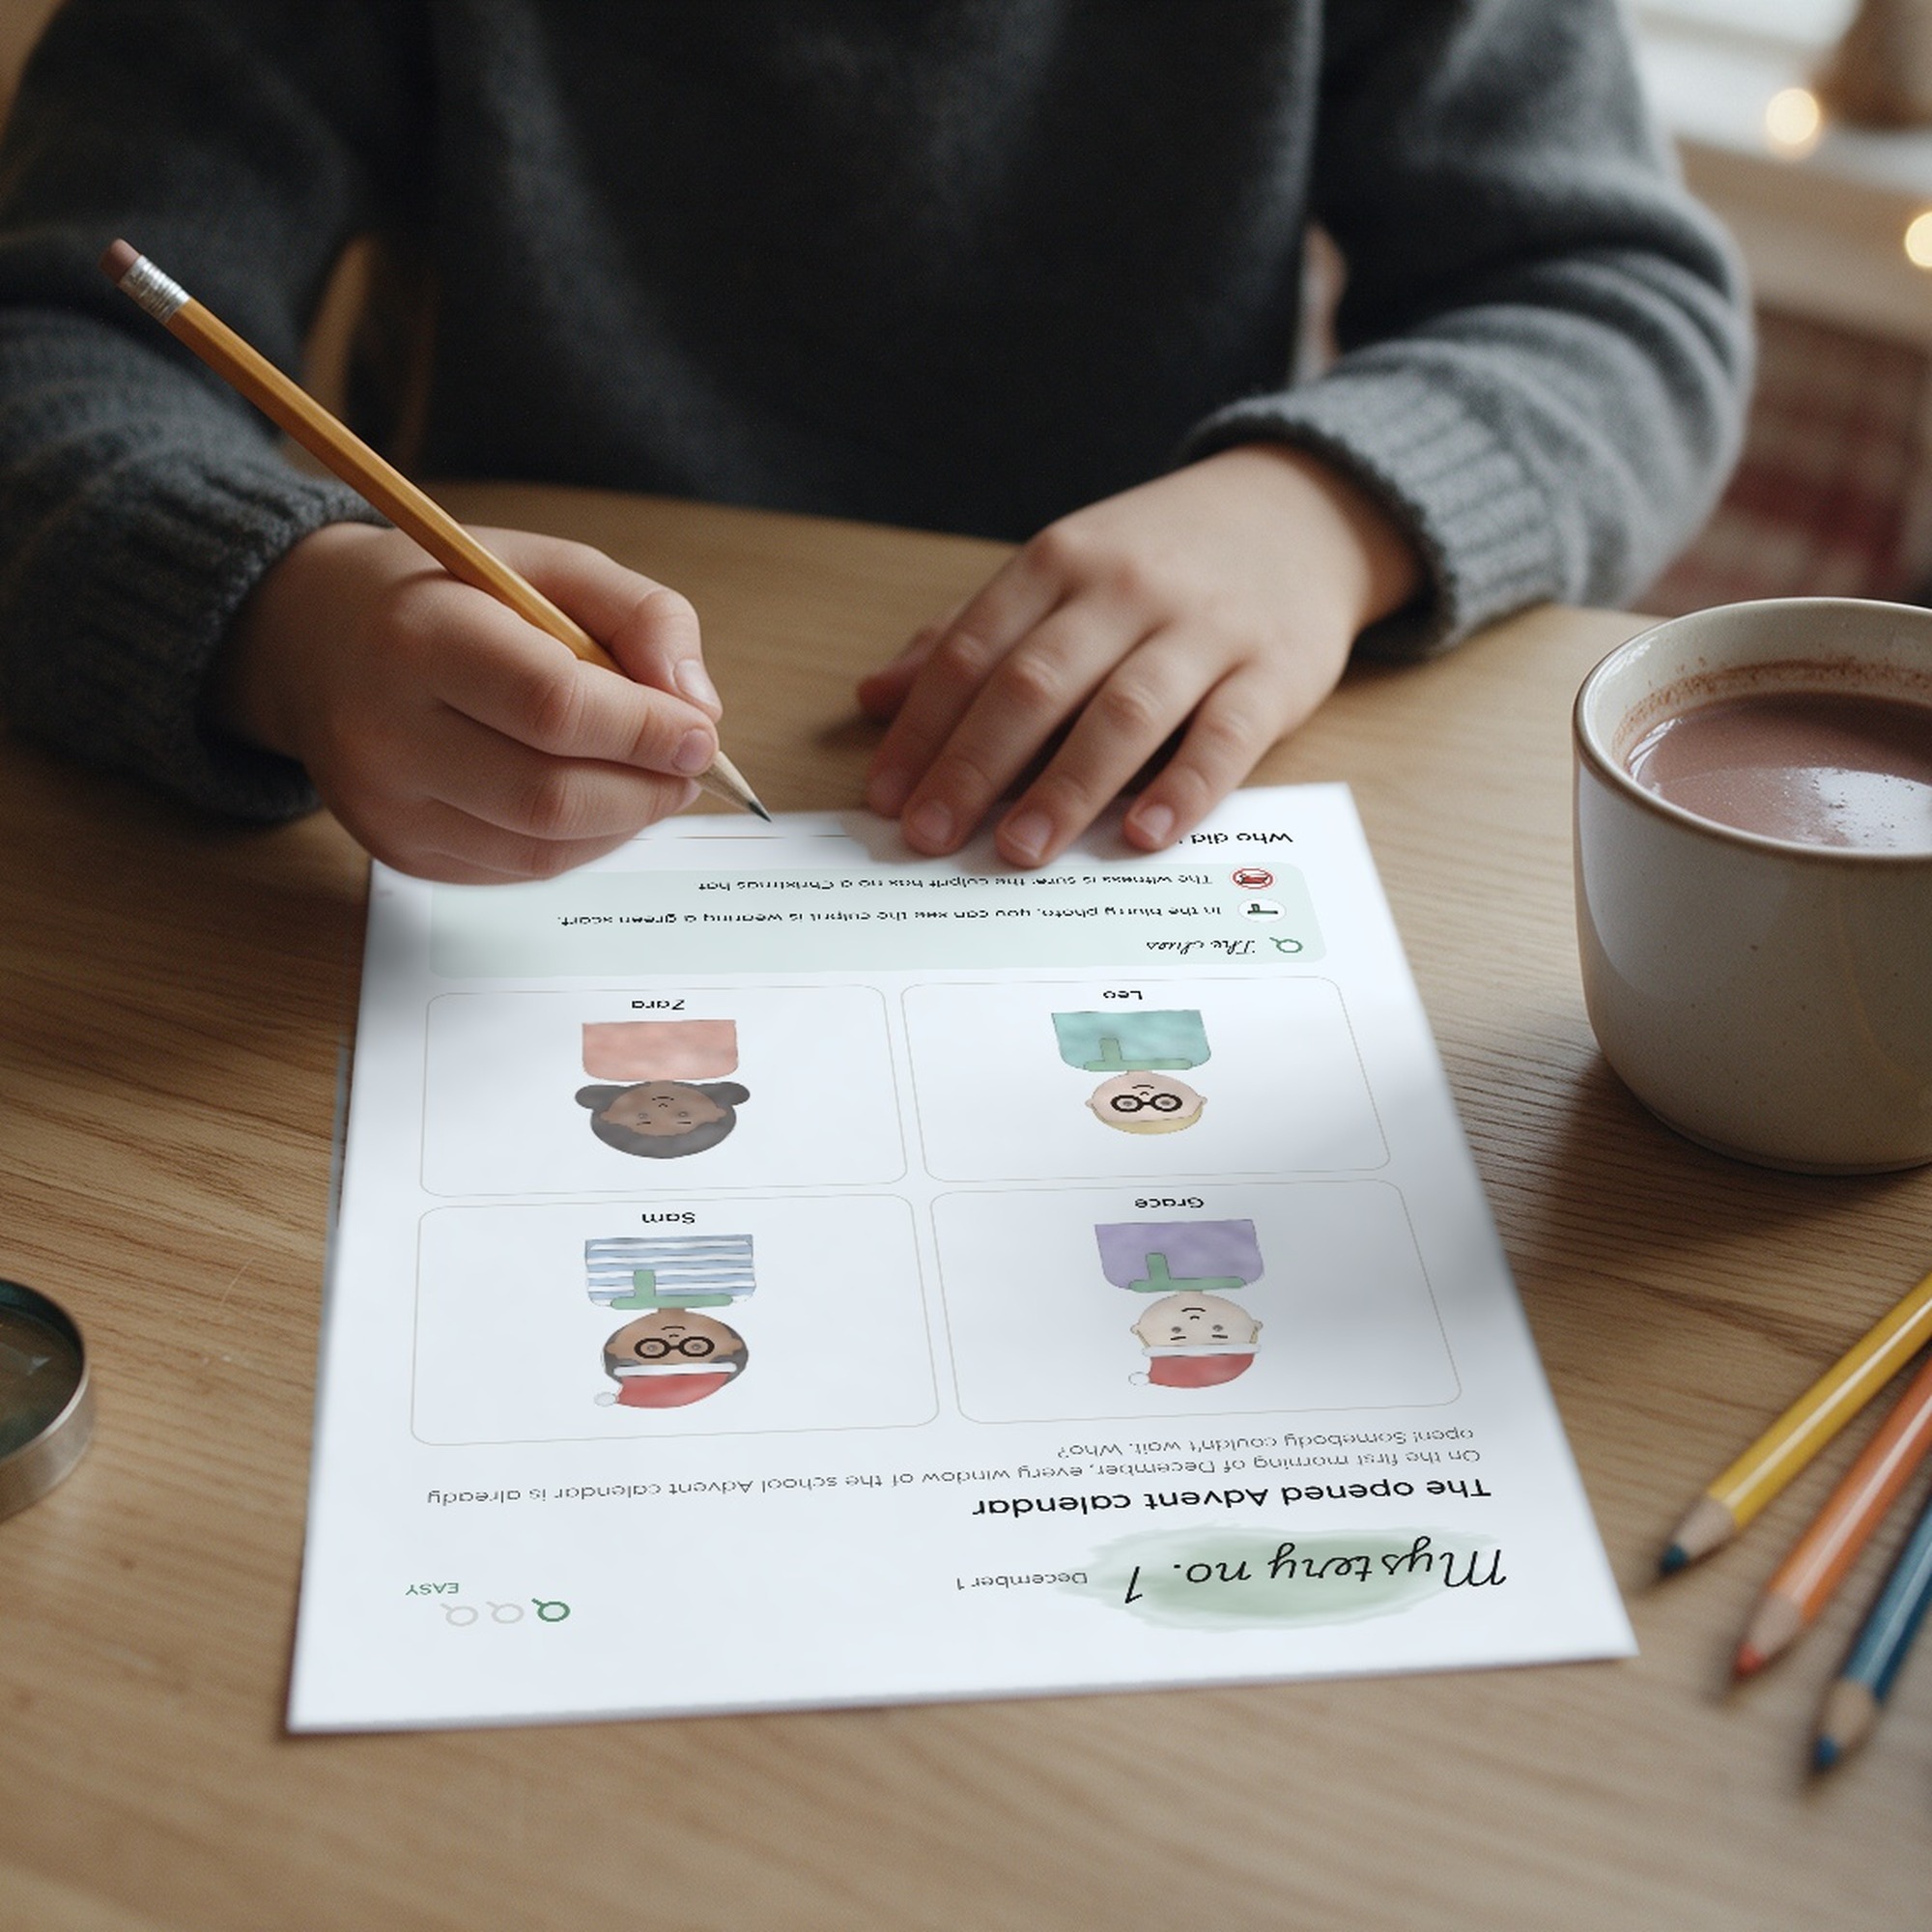 Mystery no. 1 December 1
EASY
The opened Advent calendar
On the first morning of December, every window of the school Advent calendar is already
open! Somebody couldn't wait. Who?
Grace
Sam
Leo
Zara
The clues
In the blurry photo, you can see the culprit is wearing a green scarf.
The witness is sure: the culprit has no a Christmas hat
Who did